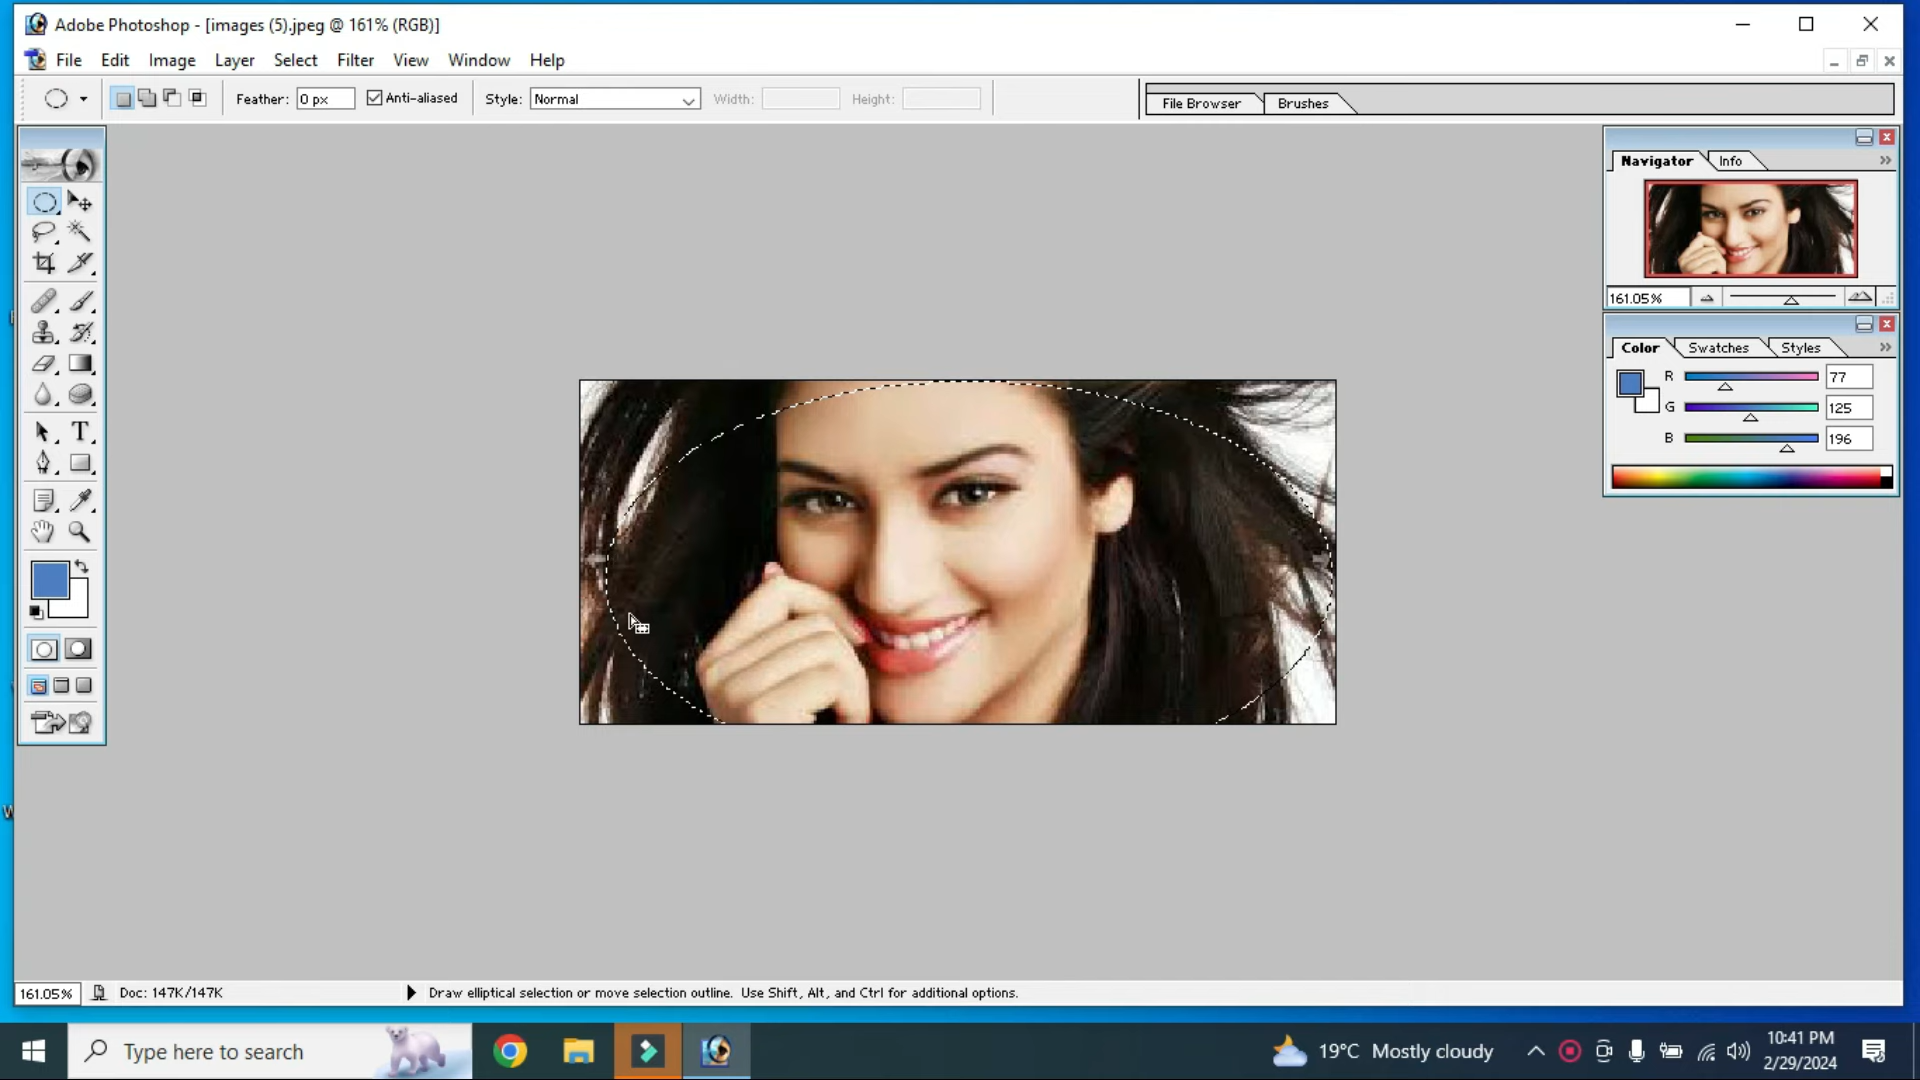 Adobe Photoshop - [images (5).jpeg @ 161% (RGB)]
File Edit Image Layer Select Filter View Window Help
Feather: 0 px Anti-aliased Style: Normal Width: Height: File Browser Brushes
Navigator Info
161.05%
Color Swatches Styles
R 77
G 125
B 196
T
161.05% Doc: 147K/147K Draw elliptical selection or move selection outline. Use Shift, Alt, and Ctrl for additional options.
Type here to search 19°C Mostly cloudy 10:41 PM
2/29/2024